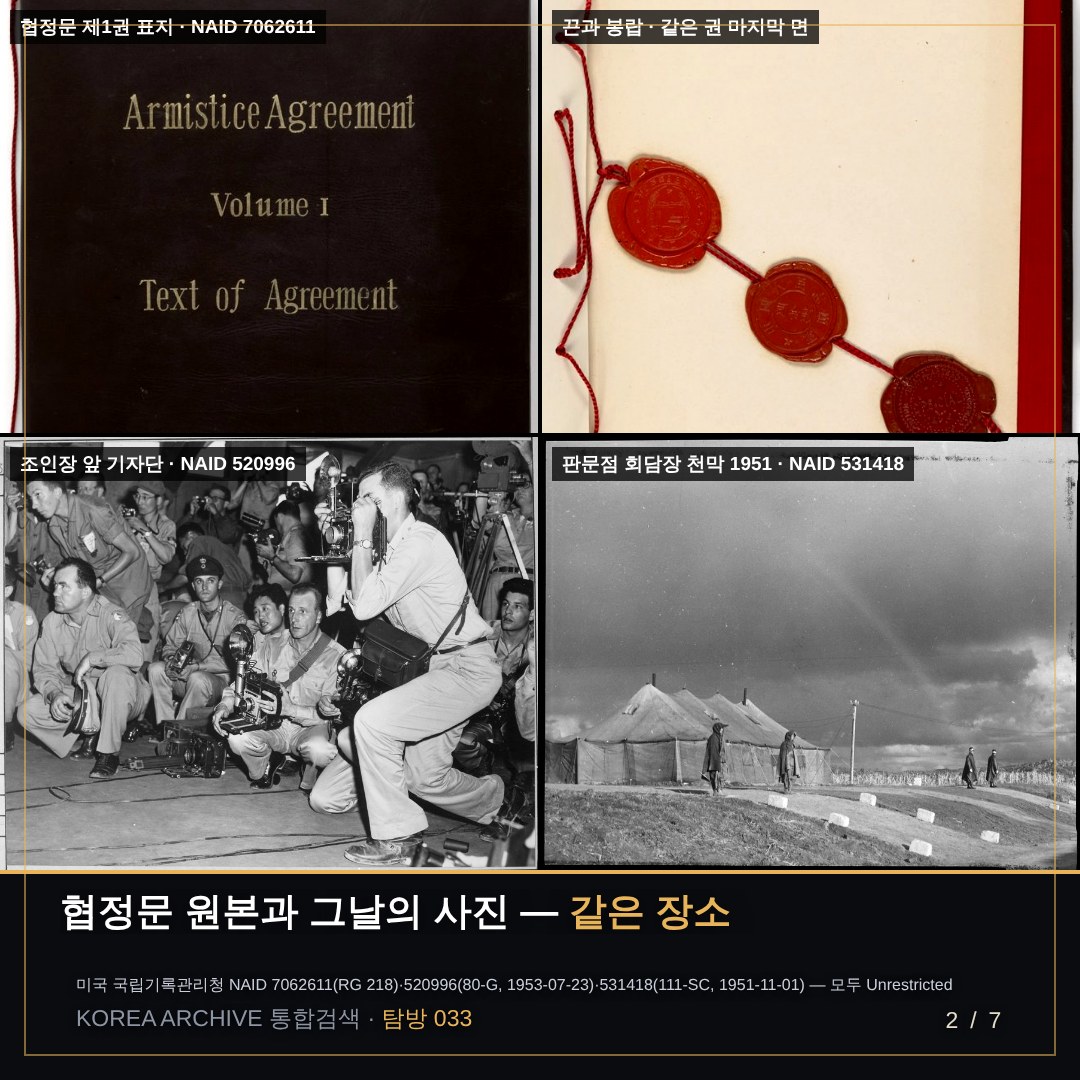 협정문 제1권 표지 · NAID 7062611
끈과 봉랍 · 같은 권 마지막 면
Armistice Agreement
Volume I
Text of Agreement
조인장 앞 기자단 · NAID 520996
판문점 회담장 천막 1951 · NAID 531418
협정문 원본과 그날의 사진 — 같은 장소
미국 국립기록관리청 NAID 7062611(RG 218)·520996(80-G, 1953-07-23)·531418(111-SC, 1951-11-01) — 모두 Unrestricted
KOREA ARCHIVE 통합검색 · 탐방 033
2 / 7